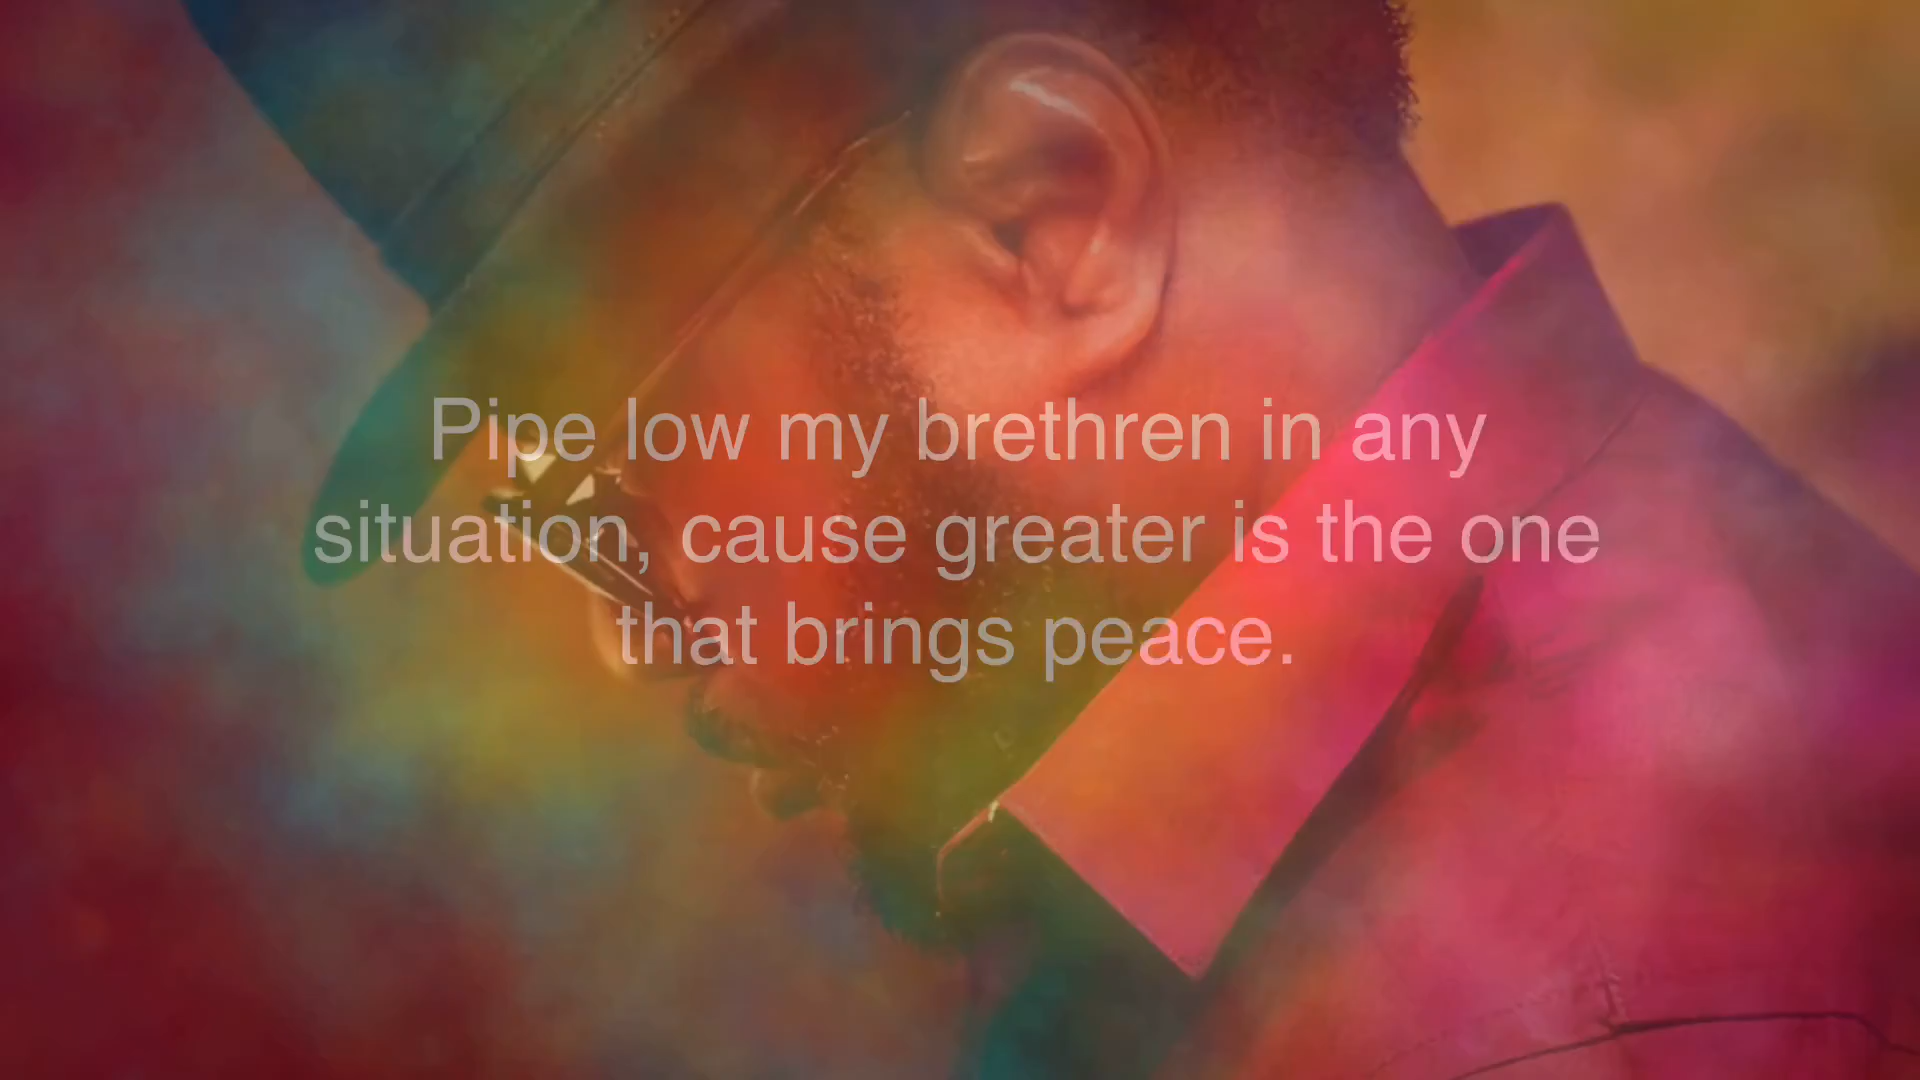 Pipe low my brethren in any
situation, cause greater is the one
that brings peace.